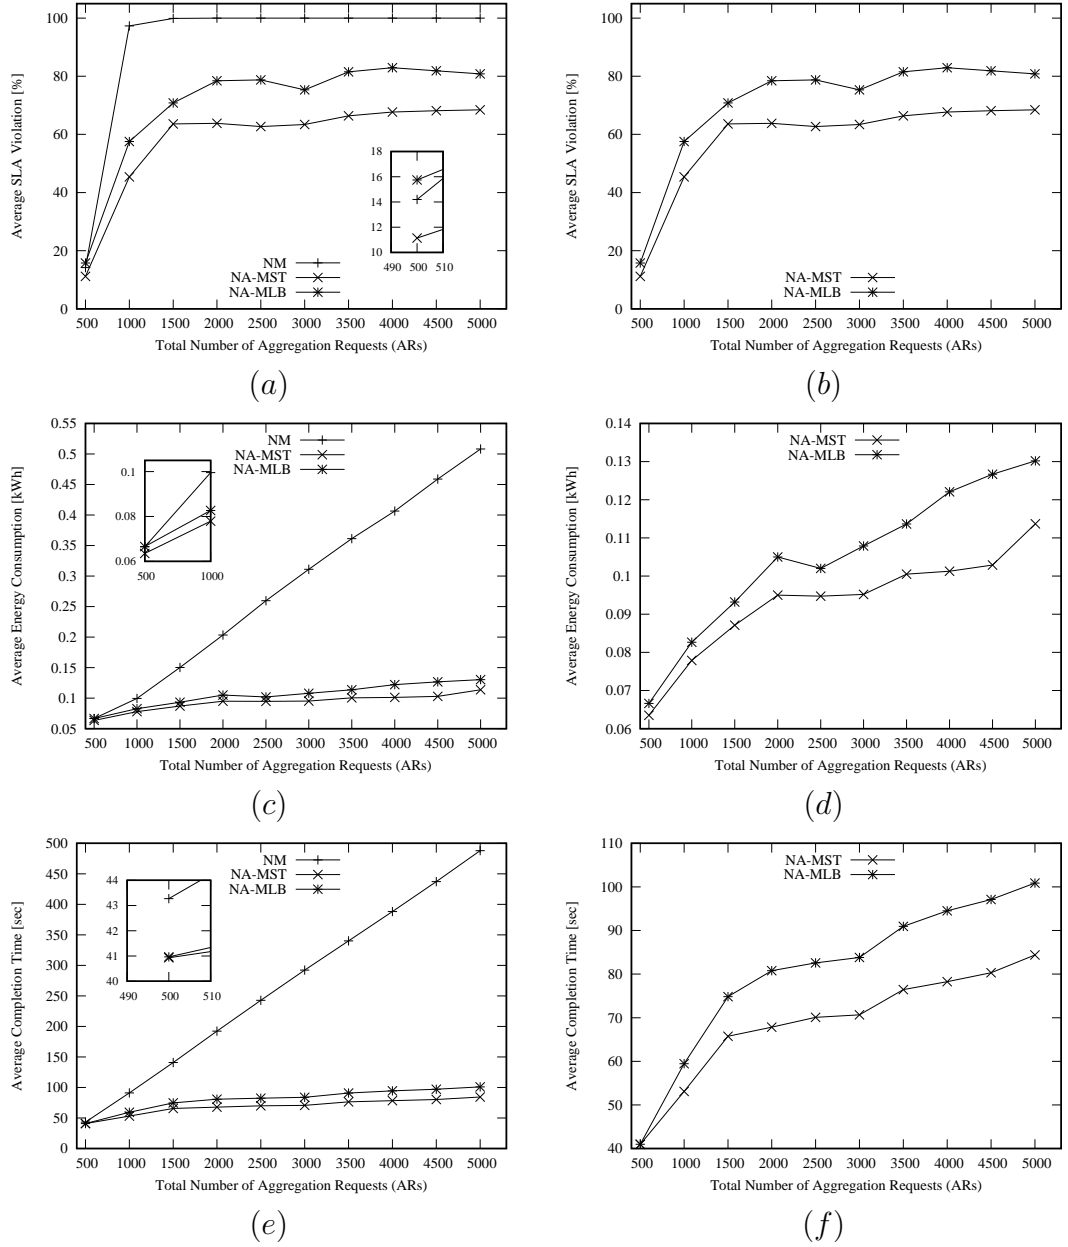 100
80
60
40
20
0
Average SLA Violation [%]
18
16
14
12
10
490 500 510
NM
NA-MST
NA-MLB
500 1000 1500 2000 2500 3000 3500 4000 4500 5000
Total Number of Aggregation Requests (ARs)
(a)
100
80
60
40
20
0
Average SLA Violation [%]
NA-MST
NA-MLB
500 1000 1500 2000 2500 3000 3500 4000 4500 5000
Total Number of Aggregation Requests (ARs)
(b)
0.55
0.5
0.45
0.4
0.35
0.3
0.25
0.2
0.15
0.1
0.05
Average Energy Consumption [kWh]
NM
NA-MST
NA-MLB
0.1
0.08
0.06
500 1000
500 1000 1500 2000 2500 3000 3500 4000 4500 5000
Total Number of Aggregation Requests (ARs)
(c)
0.14
0.13
0.12
0.11
0.1
0.09
0.08
0.07
0.06
Average Energy Consumption [kWh]
NA-MST
NA-MLB
500 1000 1500 2000 2500 3000 3500 4000 4500 5000
Total Number of Aggregation Requests (ARs)
(d)
500
450
400
350
300
250
200
150
100
50
0
Average Completion Time [sec]
NM
NA-MST
NA-MLB
44
43
42
41
40
490 500 510
500 1000 1500 2000 2500 3000 3500 4000 4500 5000
Total Number of Aggregation Requests (ARs)
(e)
110
100
90
80
70
60
50
40
Average Completion Time [sec]
NA-MST
NA-MLB
500 1000 1500 2000 2500 3000 3500 4000 4500 5000
Total Number of Aggregation Requests (ARs)
(f)